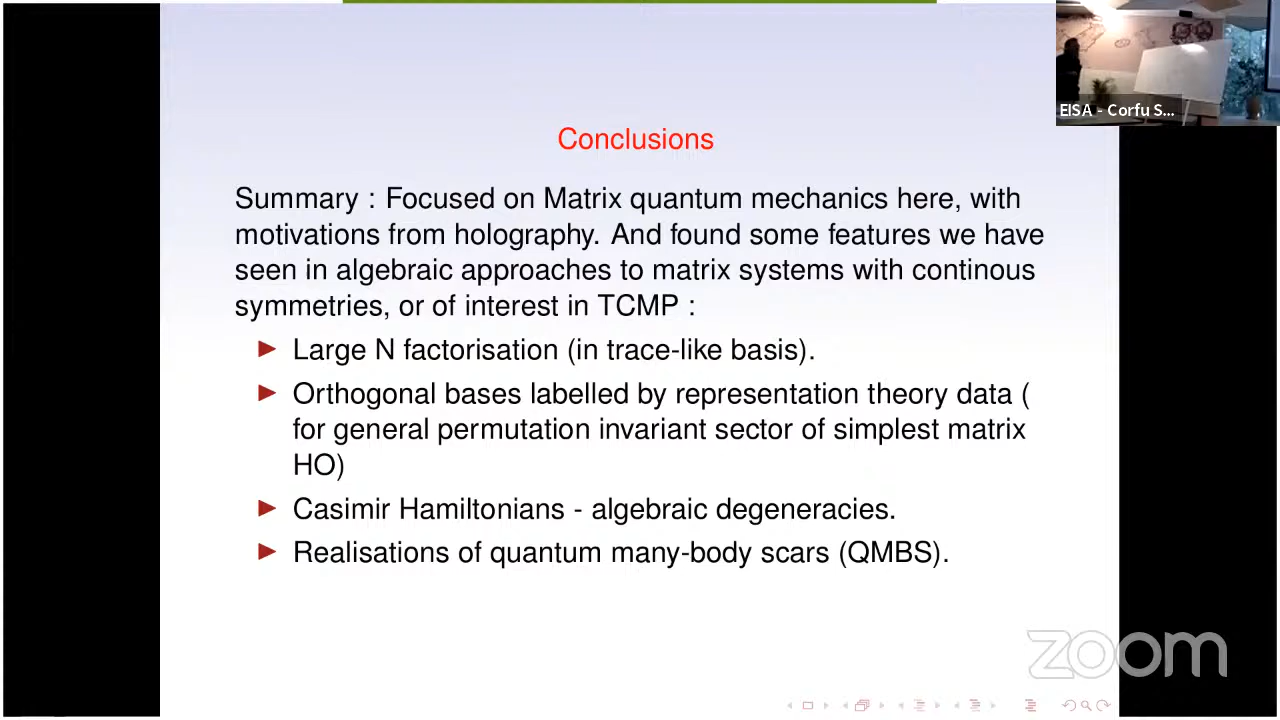 EISA - Corfu S...
Conclusions
Summary : Focused on Matrix quantum mechanics here, with
motivations from holography. And found some features we have
seen in algebraic approaches to matrix systems with continous
symmetries, or of interest in TCMP :
Large N factorisation (in trace-like basis).
Orthogonal bases labelled by representation theory data (
for general permutation invariant sector of simplest matrix
HO)
Casimir Hamiltonians - algebraic degeneracies.
Realisations of quantum many-body scars (QMBS).
zoom